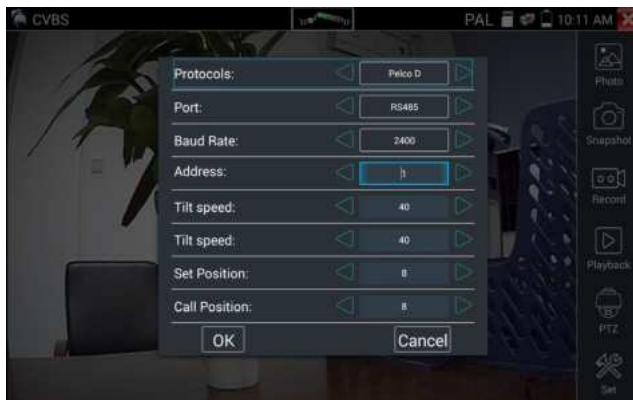 CVBS
PAL 10:11 AM
Protocols: Pelco D
Port: RS485
Baud Rate: 2400
Address: 1
Tilt speed: 40
Tilt speed: 40
Set Position: 8
Call Position: 8
OK Cancel
Photo
Snapshot
Record
Playback
PTZ
Set